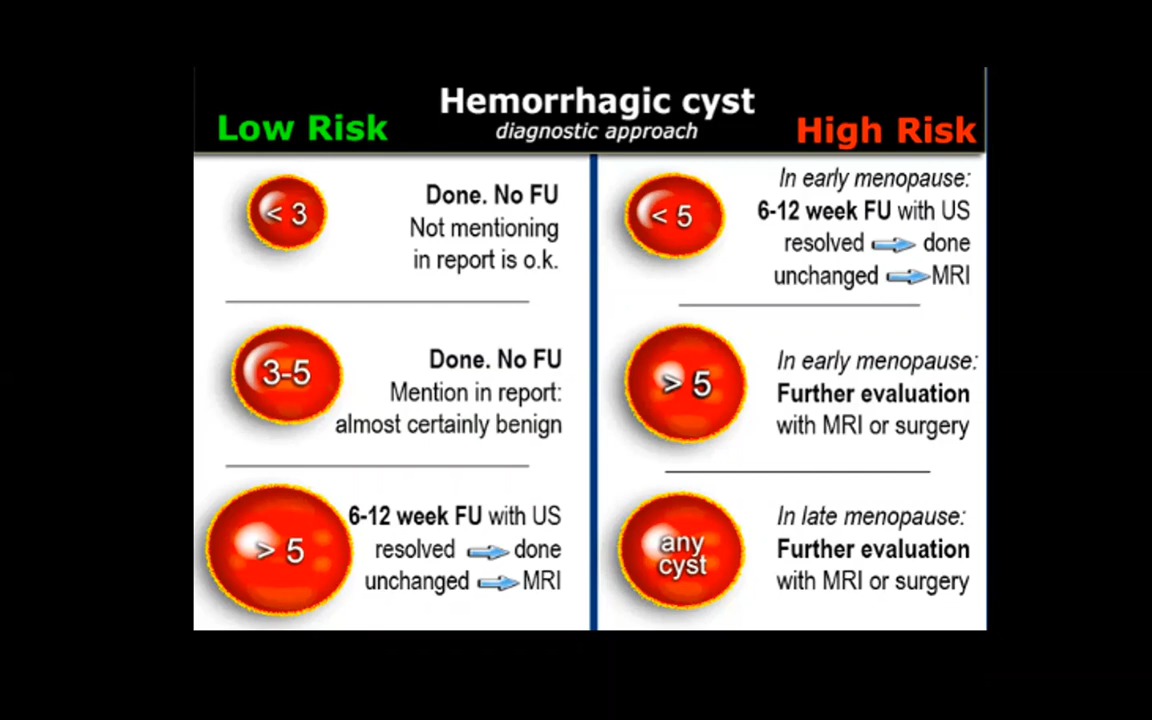 Hemorrhagic cyst
diagnostic approach
Low Risk
High Risk
< 3
Done. No FU
Not mentioning
in report is o.k.
3-5
Done. No FU
Mention in report:
almost certainly benign
> 5
6-12 week FU with US
resolved done
unchanged MRI
< 5
In early menopause:
6-12 week FU with US
resolved done
unchanged MRI
> 5
In early menopause:
Further evaluation
with MRI or surgery
any
cyst
In late menopause:
Further evaluation
with MRI or surgery